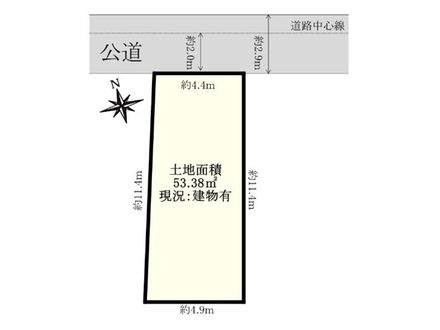 道路中心線
公道
約2.0m
約2.9m
N
約4.4m
土地面積
53.38㎡
現況:建物有
約11.4m
約11.4m
約4.9m